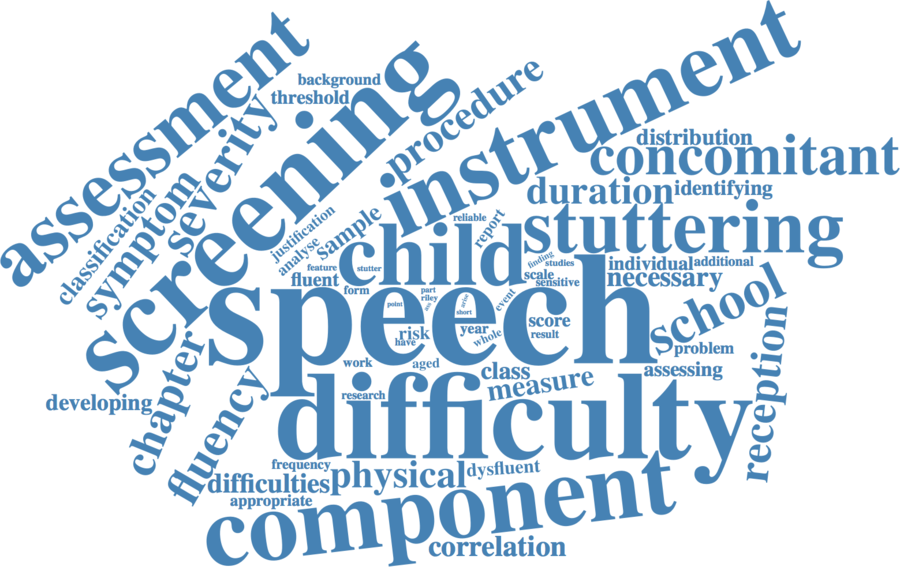 assessment
screening
instrument
background
threshold
procedure
severity
symptom
classification
distribution
concomitant
duration
identifying
stuttering
reliable
report
sample
justification
analyse
child
feature
stutter
fluent
form
finding
studies
scale
sensitive
individual
additional
necessary
speech
part
riley
point
arise
short
event
risk
have
year
whole
score
result
school
problem
assessing
reception
work
aged
class
measure
research
chapter
developing
fluency
difficulty
frequency
difficulties
physical
dysfluent
appropriate
component
correlation